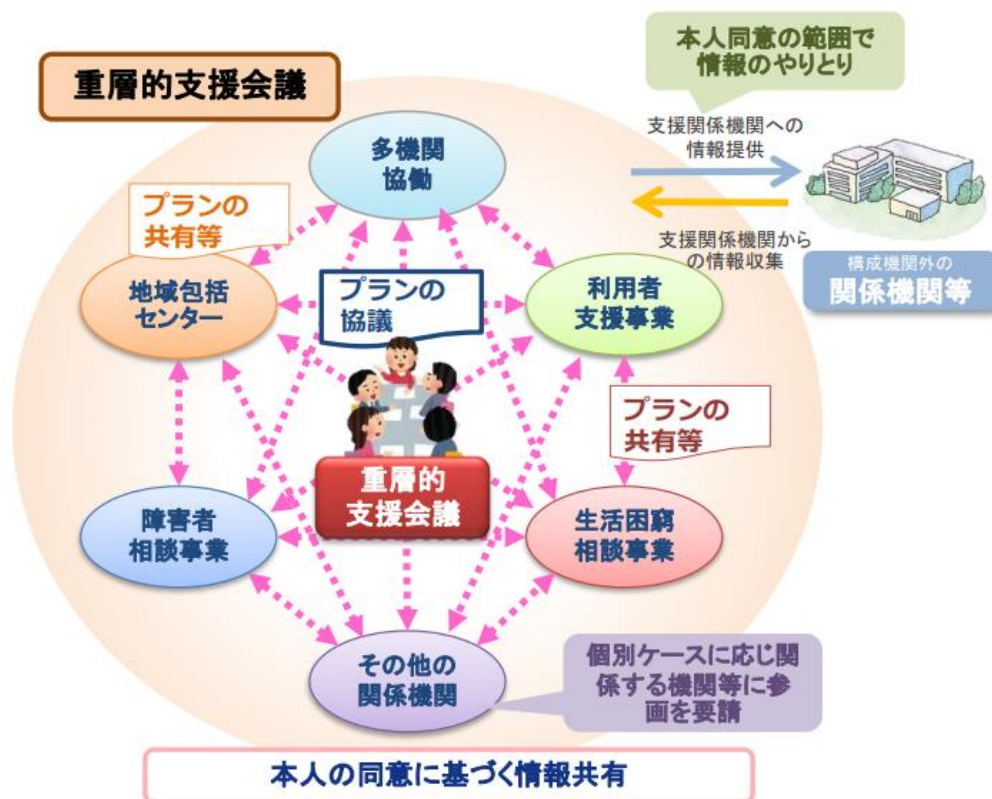 重層的支援会議
本人同意の範囲で
情報のやりとり
支援関係機関への
情報提供
支援関係機関から
の情報収集
構成機関外の
関係機関等
多機関
協働
プランの
共有等
地域包括
センター
プランの
協議
利用者
支援事業
プランの
共有等
重層的
支援会議
障害者
相談事業
生活困窮
相談事業
その他の
関係機関
個別ケースに応じ関
係する機関等に参
画を要請
本人の同意に基づく情報共有